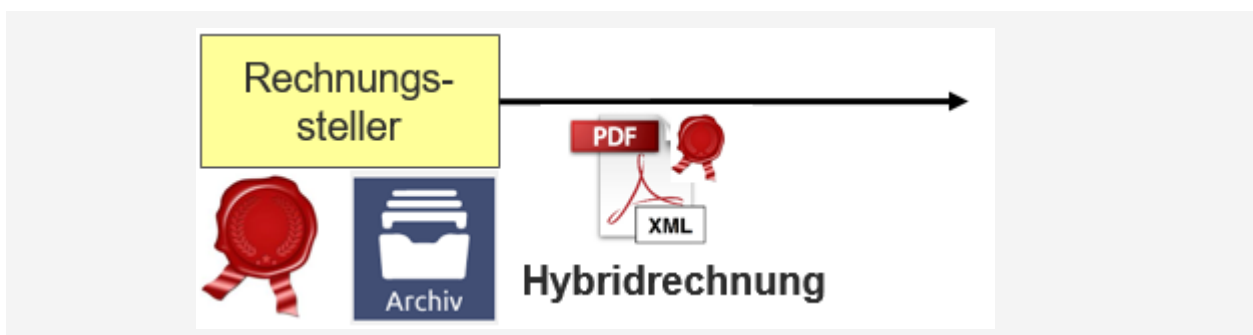 Rechnungs-
steller
PDF
XML
Archiv
Hybridrechnung